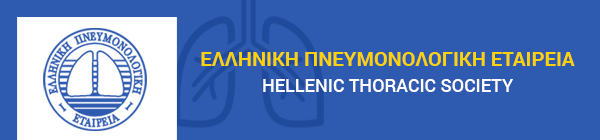 ΕΛΛΗΝΙΚΗ ΠΝΕΥΜΟΝΟΛΟΓΙΚΗ
ΕΤΑΙΡΕΙΑ
ΕΛΛΗΝΙΚΗ ΠΝΕΥΜΟΝΟΛΟΓΙΚΗ ΕΤΑΙΡΕΙΑ
HELLENIC THORACIC SOCIETY